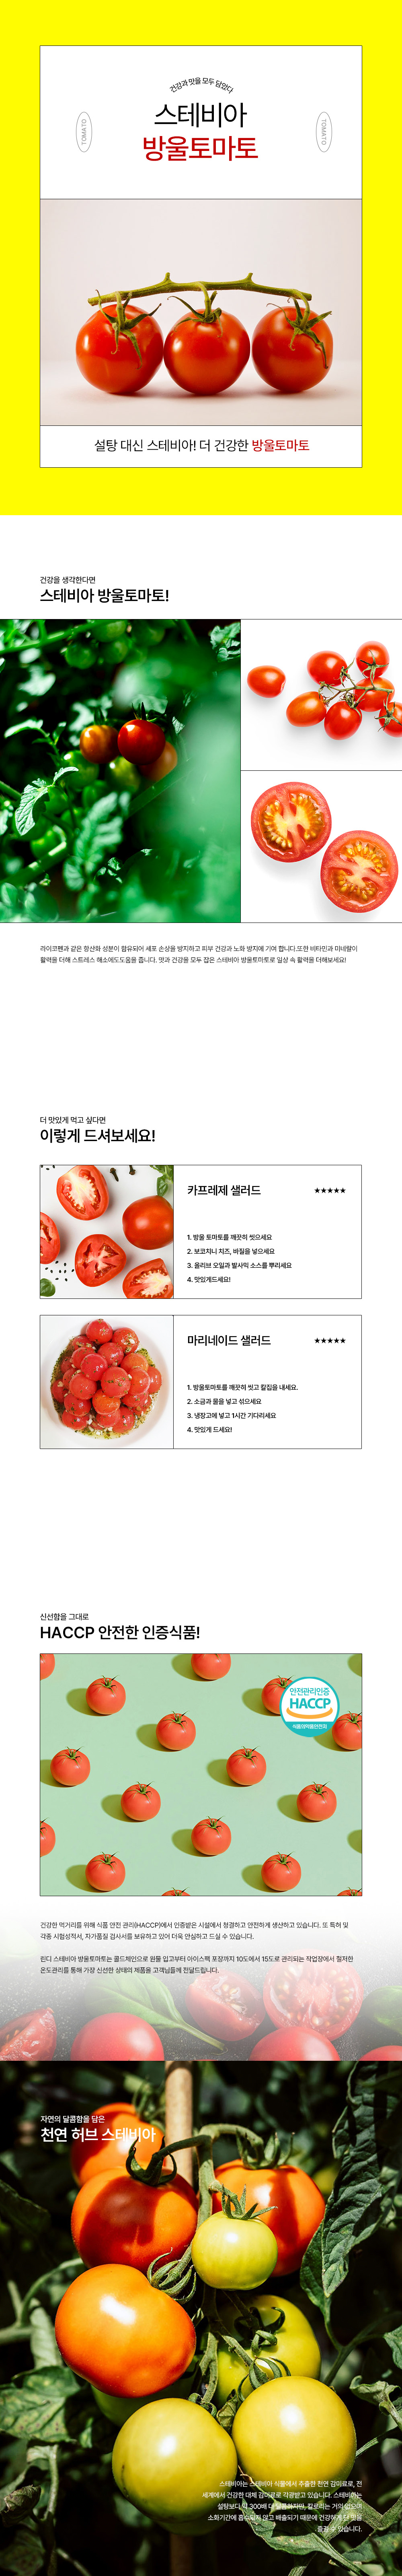 건강과 맛을 모두 담았다
스테비아
방울토마토
TOMATO
TOMATO
설탕 대신 스테비아! 더 건강한 방울토마토
건강을 생각한다면
스테비아 방울토마토!
라이코펜과 같은 항산화 성분이 함유되어 세포 손상을 방지하고 피부 건강과 노화 방지에 기여 합니다.또한 비타민과 미네랄이
활력을 더해 스트레스 해소에도도움을 줍니다. 맛과 건강을 모두 잡은 스테비아 방울토마토로 일상 속 활력을 더해보세요!
더 맛있게 먹고 싶다면
이렇게 드셔보세요!
카프레제 샐러드 ★★★★★
1. 방울 토마토를 깨끗히 씻으세요
2. 보코치니 치즈, 바질을 넣으세요
3. 올리브 오일과 발사믹 소스를 뿌리세요
4. 맛있게드세요!
마리네이드 샐러드 ★★★★★
1. 방울토마토를 깨끗히 씻고 칼집을 내세요.
2. 소금과 물을 넣고 섞으세요
3. 냉장고에 넣고 1시간 기다리세요
4. 맛있게 드세요!
신선함을 그대로
HACCP 안전한 인증식품!
안전관리인증
HACCP
식품의약품안전처
건강한 먹거리를 위해 식품 안전 관리(HACCP)에서 인증받은 시설에서 청결하고 안전하게 생산하고 있습니다. 또 특허 및
각종 시험성적서, 자가품질 검사서를 보유하고 있어 더욱 안심하고 드실 수 있습니다.
린디 스테비아 방울토마토는 콜드체인으로 원물 입고부터 아이스팩 포장까지 10도에서 15도로 관리되는 작업장에서 철저한
온도관리를 통해 가장 신선한 상태의 제품을 고객님들께 전달드립니다.
자연의 달콤함을 담은
천연 허브 스테비아
스테비아는 스테비아 식물에서 추출한 천연 감미료로, 전
세계에서 건강한 대체 감미료로 각광받고 있습니다. 스테비아는
설탕보다 약 300배 더 달콤하지만, 칼로리는 거의 없으며
소화기간에 흡수되지 않고 배출되기 때문에 건강하게 단 맛을
즐길 수 있습니다.